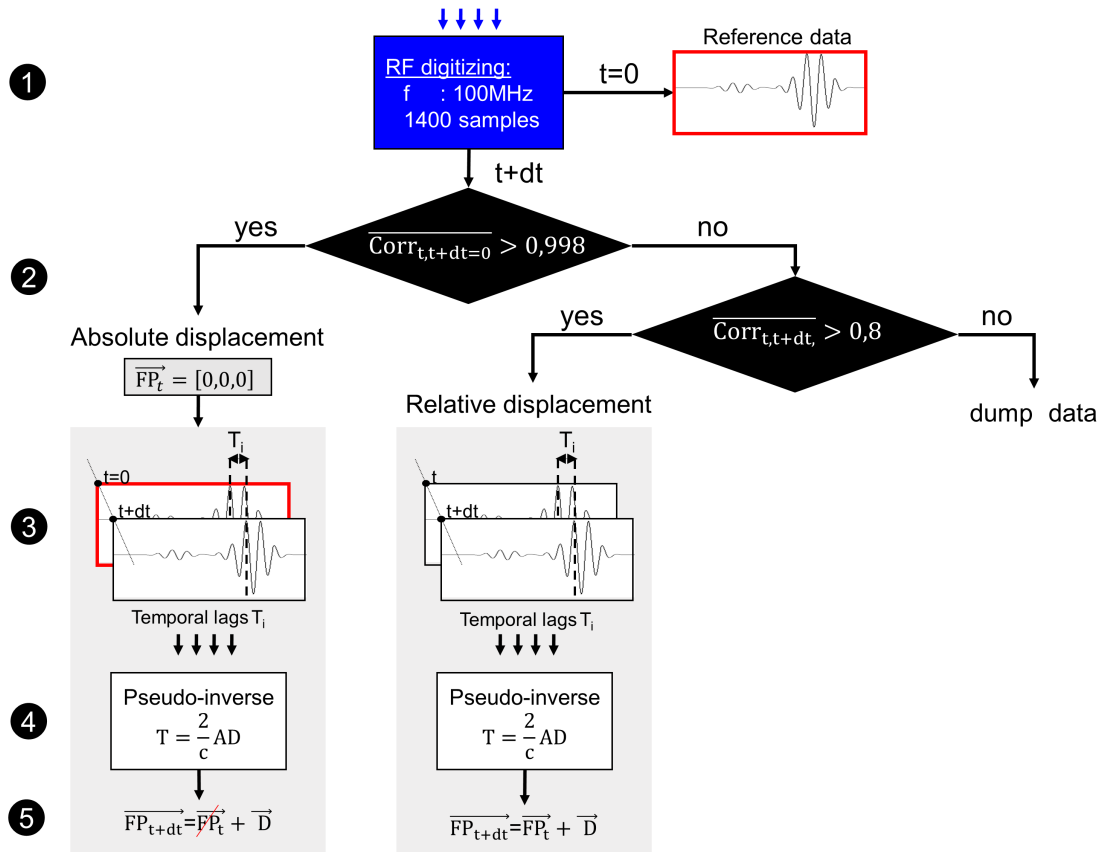 Reference data
1
RF digitizing:
f : 100MHz
1400 samples
t=0
t+dt
yes
no
2
Corr_{t,t+dt=0} > 0,998
yes
no
Corr_{t,t+dt,} > 0,8
Absolute displacement
FP_t = [0,0,0]
Relative displacement
dump data
T_i
T_i
t=0
t
3
t+dt
t+dt
Temporal lags T_i
Temporal lags T_i
4
Pseudo-inverse
T = 2/c AD
Pseudo-inverse
T = 2/c AD
5
FP_{t+dt}=FP_t + D
FP_{t+dt}=FP_t + D